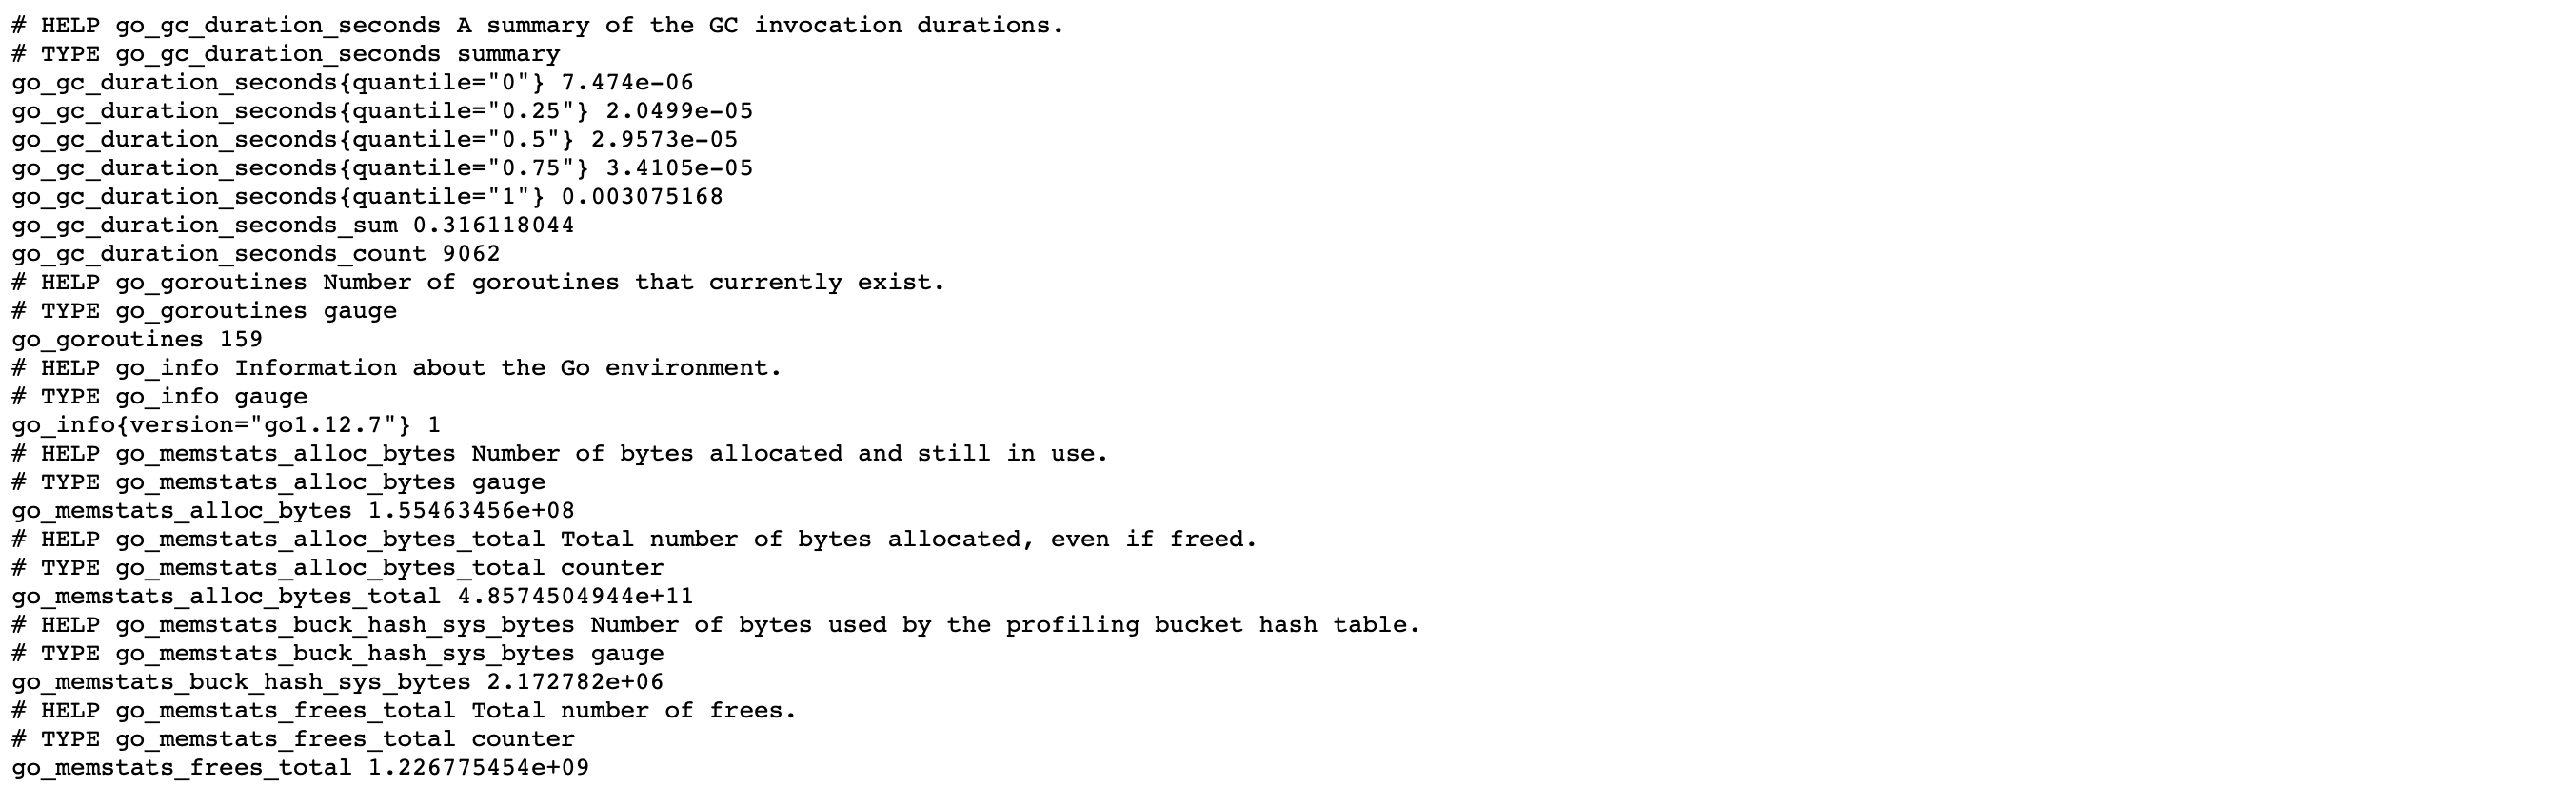 # HELP go_gc_duration_seconds A summary of the GC invocation durations.
# TYPE go_gc_duration_seconds summary
go_gc_duration_seconds{quantile="0"} 7.474e-06
go_gc_duration_seconds{quantile="0.25"} 2.0499e-05
go_gc_duration_seconds{quantile="0.5"} 2.9573e-05
go_gc_duration_seconds{quantile="0.75"} 3.4105e-05
go_gc_duration_seconds{quantile="1"} 0.003075168
go_gc_duration_seconds_sum 0.316118044
go_gc_duration_seconds_count 9062
# HELP go_goroutines Number of goroutines that currently exist.
# TYPE go_goroutines gauge
go_goroutines 159
# HELP go_info Information about the Go environment.
# TYPE go_info gauge
go_info{version="go1.12.7"} 1
# HELP go_memstats_alloc_bytes Number of bytes allocated and still in use.
# TYPE go_memstats_alloc_bytes gauge
go_memstats_alloc_bytes 1.55463456e+08
# HELP go_memstats_alloc_bytes_total Total number of bytes allocated, even if freed.
# TYPE go_memstats_alloc_bytes_total counter
go_memstats_alloc_bytes_total 4.8574504944e+11
# HELP go_memstats_buck_hash_sys_bytes Number of bytes used by the profiling bucket hash table.
# TYPE go_memstats_buck_hash_sys_bytes gauge
go_memstats_buck_hash_sys_bytes 2.172782e+06
# HELP go_memstats_frees_total Total number of frees.
# TYPE go_memstats_frees_total counter
go_memstats_frees_total 1.226775454e+09